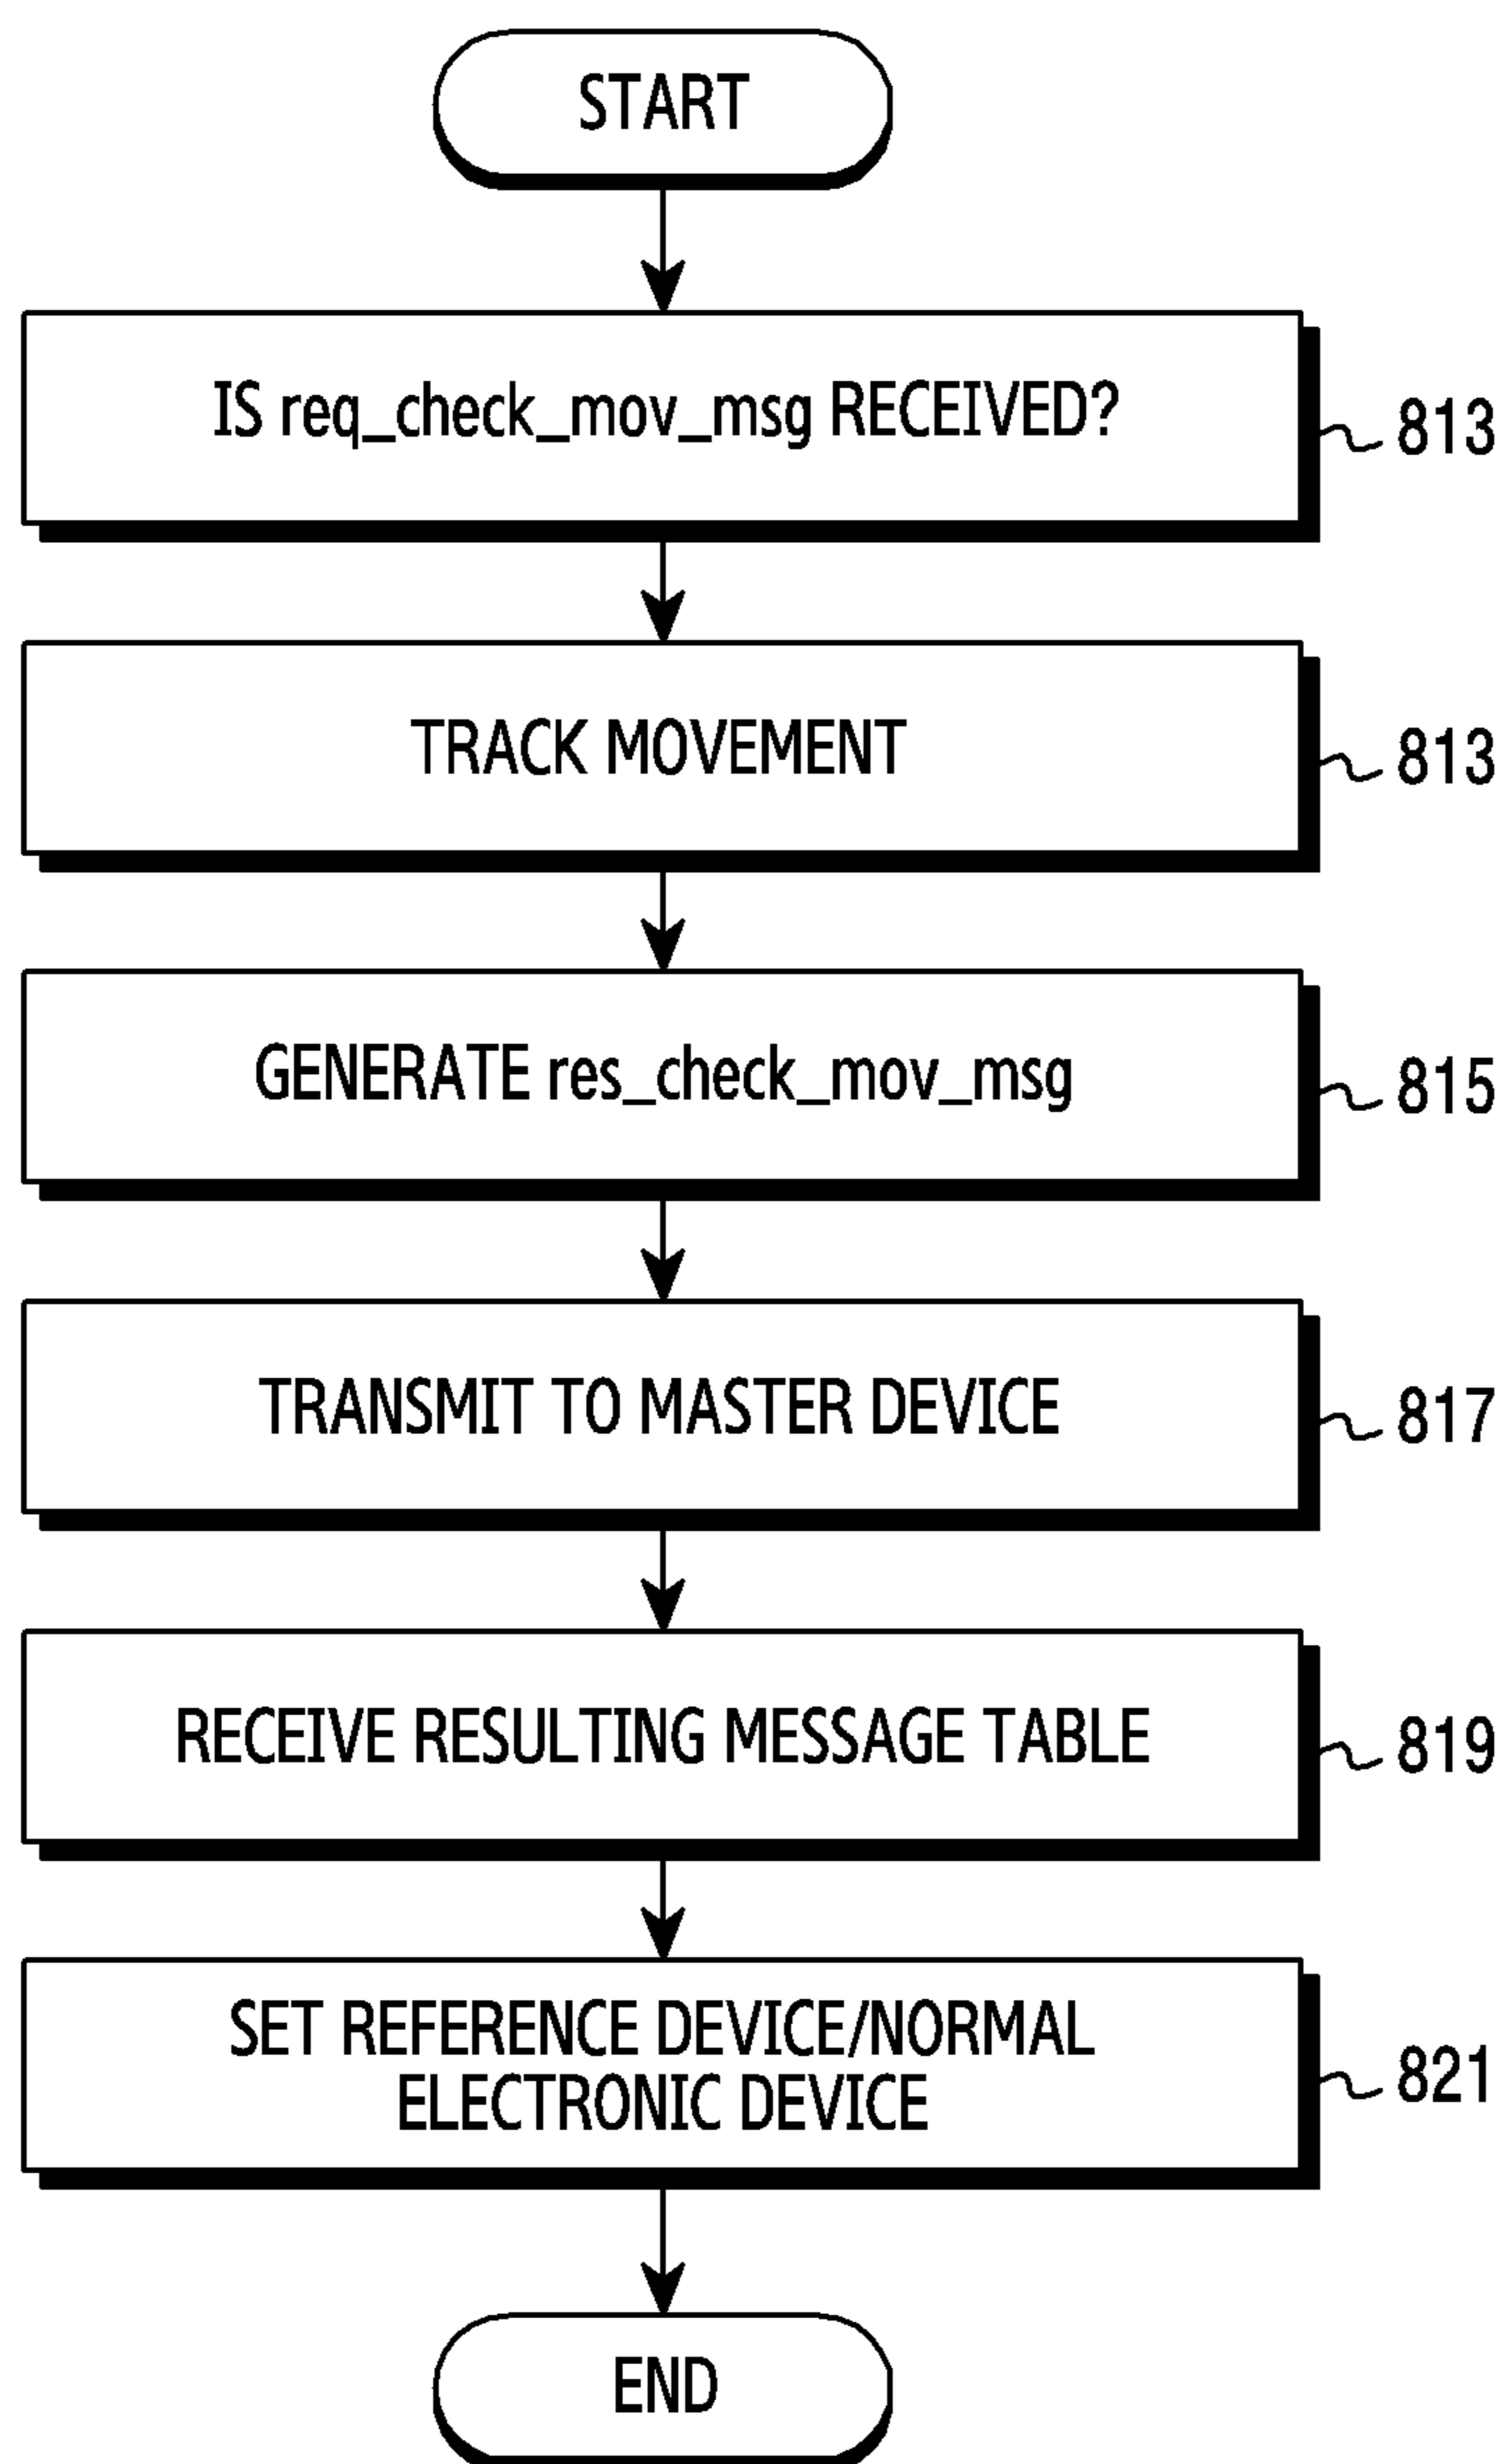 START
IS req_check_mov_msg RECEIVED?
813
TRACK MOVEMENT
813
GENERATE res_check_mov_msg
815
TRANSMIT TO MASTER DEVICE
817
RECEIVE RESULTING MESSAGE TABLE
819
SET REFERENCE DEVICE/NORMAL
ELECTRONIC DEVICE
821
END